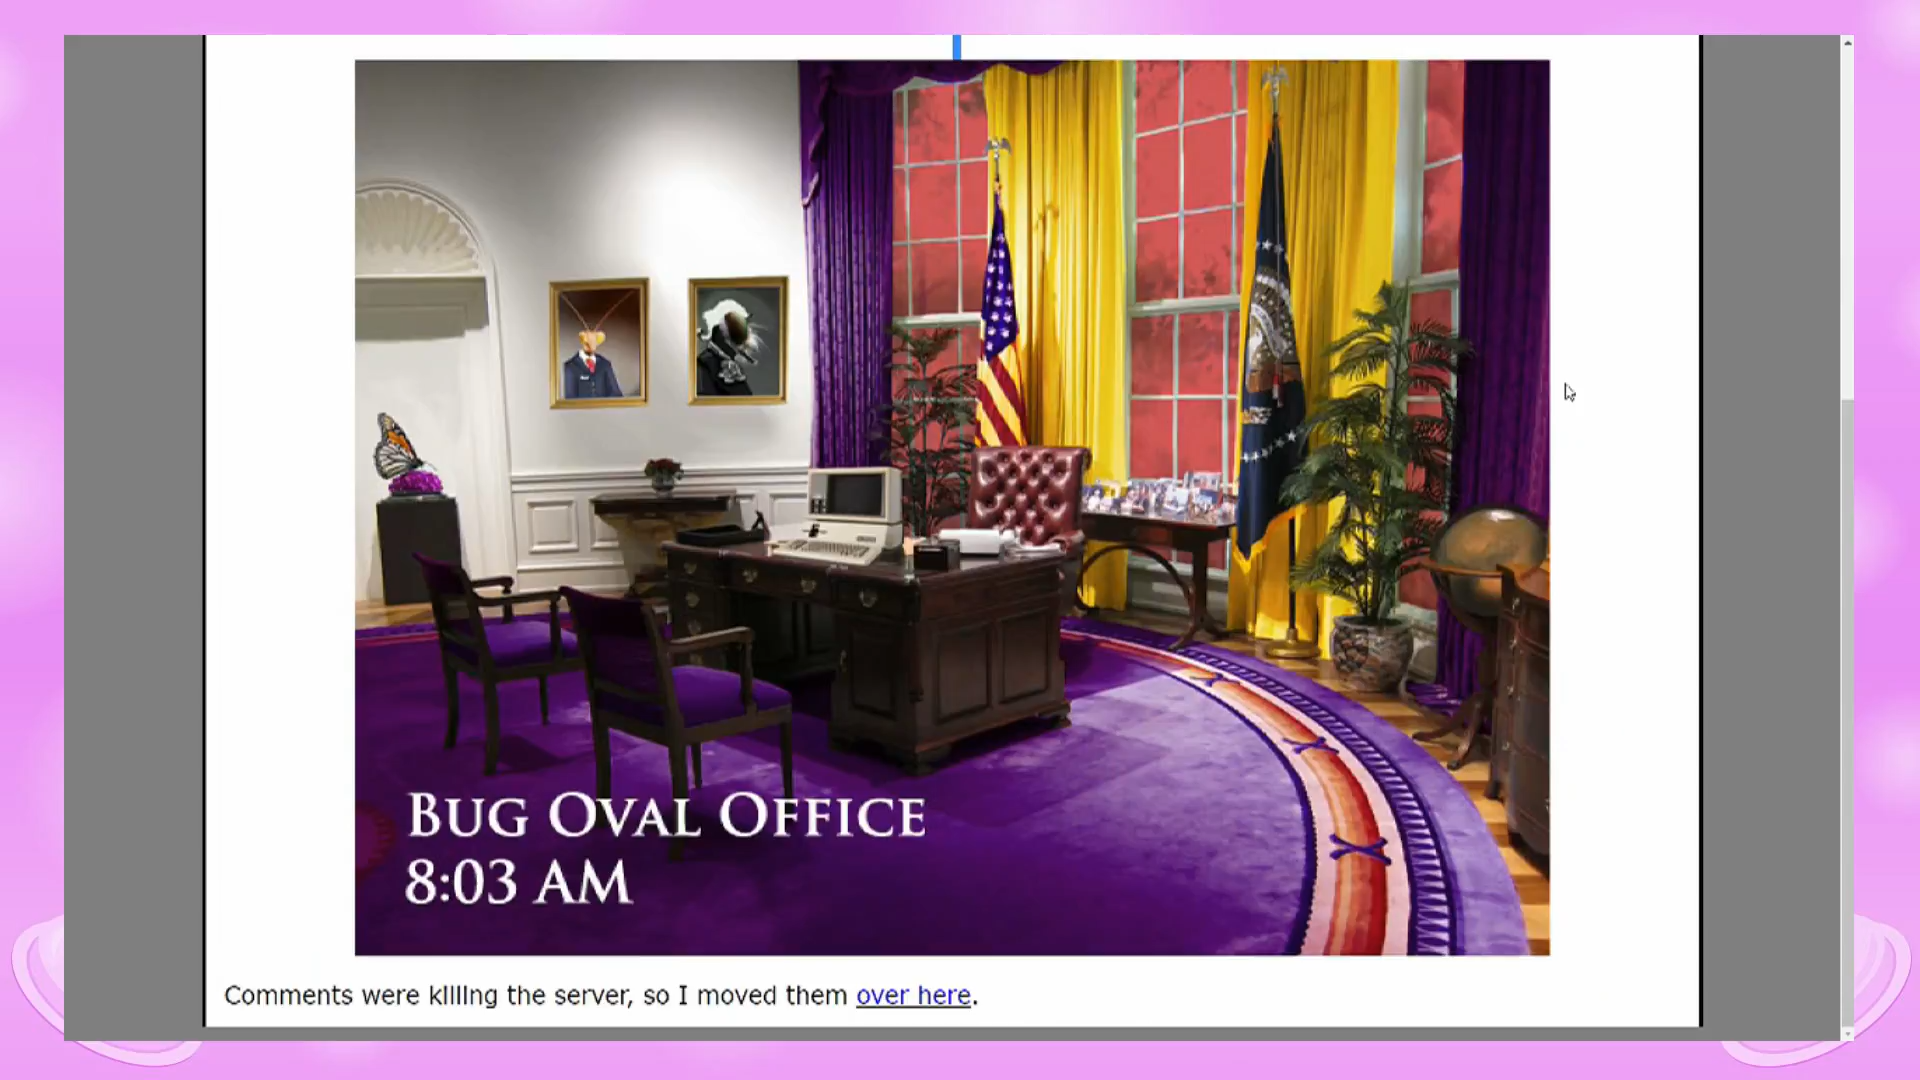 BUG OVAL OFFICE
8:03 AM
Comments were killing the server, so I moved them over here.